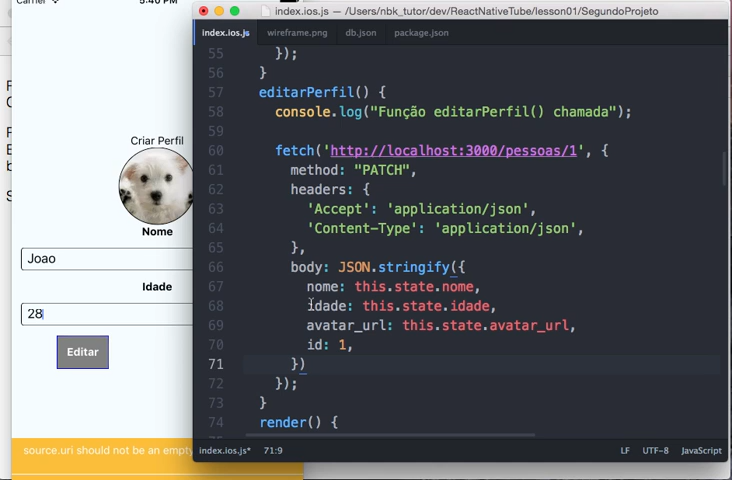 Carrier
5:40 PM
index.ios.js — /Users/nbk_tutor/dev/ReactNativeTube/lesson01/SegundoProjeto
index.ios.js wireframe.png db.json package.json
55 });
56 }
57 editarPerfil() {
58 console.log("Função editarPerfil() chamada");
59
60 fetch('http://localhost:3000/pessoas/1', {
61 method: "PATCH",
62 headers: {
63 'Accept': 'application/json',
64 'Content-Type': 'application/json',
65 },
66 body: JSON.stringify({
67 nome: this.state.nome,
68 idade: this.state.idade,
69 avatar_url: this.state.avatar_url,
70 id: 1,
71 })
72 });
73 }
74 render() {
index.ios.js* 71:9 LF UTF-8 JavaScript
Criar Perfil
Nome
Joao
Idade
28
Editar
source.uri should not be an empty